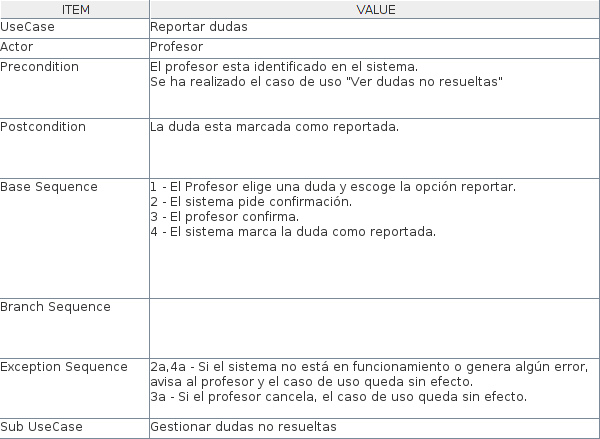 ITEM VALUE
UseCase Reportar dudas
Actor Profesor
Precondition El profesor esta identificado en el sistema.
Se ha realizado el caso de uso "Ver dudas no resueltas"
Postcondition La duda esta marcada como reportada.
Base Sequence 1 - El Profesor elige una duda y escoge la opción reportar.
2 - El sistema pide confirmación.
3 - El profesor confirma.
4 - El sistema marca la duda como reportada.
Branch Sequence
Exception Sequence 2a,4a - Si el sistema no está en funcionamiento o genera algún error,
avisa al profesor y el caso de uso queda sin efecto.
3a - Si el profesor cancela, el caso de uso queda sin efecto.
Sub UseCase Gestionar dudas no resueltas